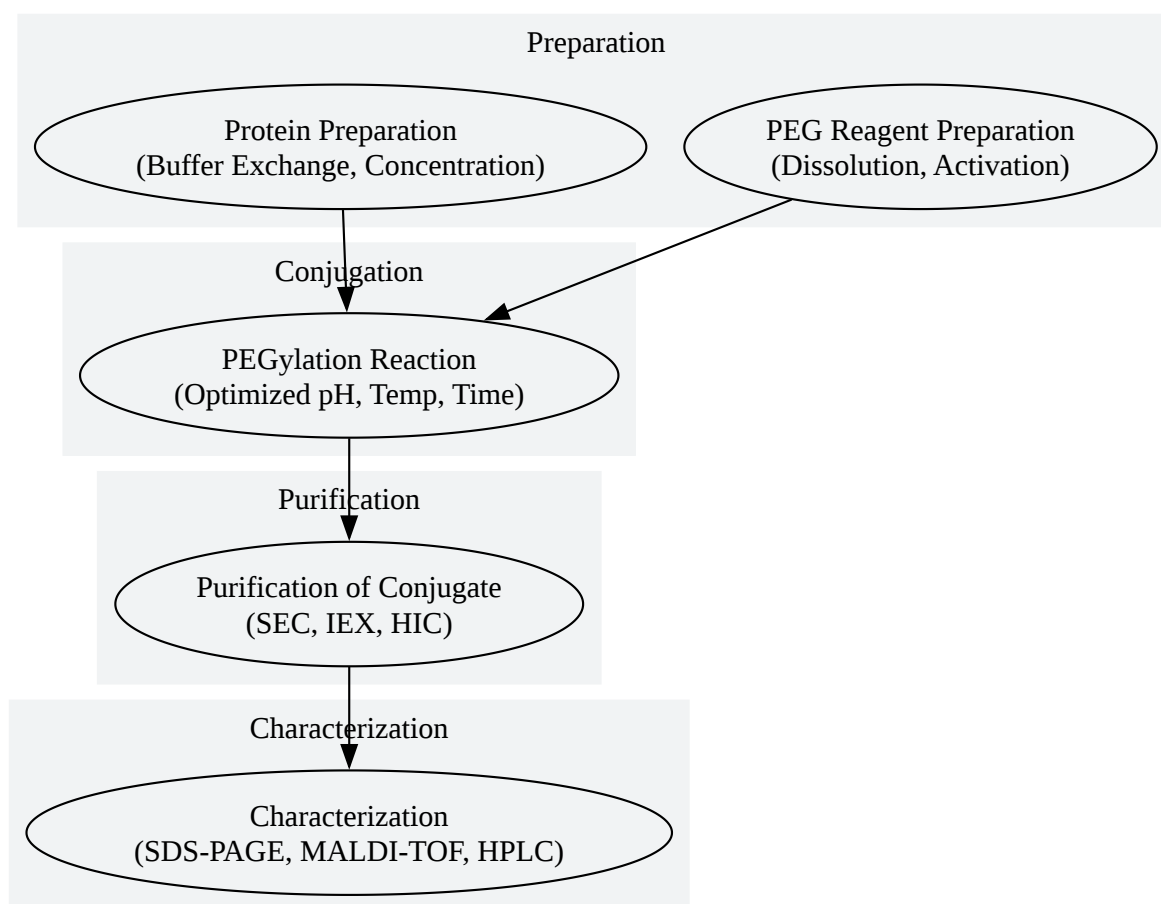 Preparation
Protein Preparation
(Buffer Exchange, Concentration)
PEG Reagent Preparation
(Dissolution, Activation)
Conjugation
PEGylation Reaction
(Optimized pH, Temp, Time)
Purification
Purification of Conjugate
(SEC, IEX, HIC)
Characterization
Characterization
(SDS-PAGE, MALDI-TOF, HPLC)